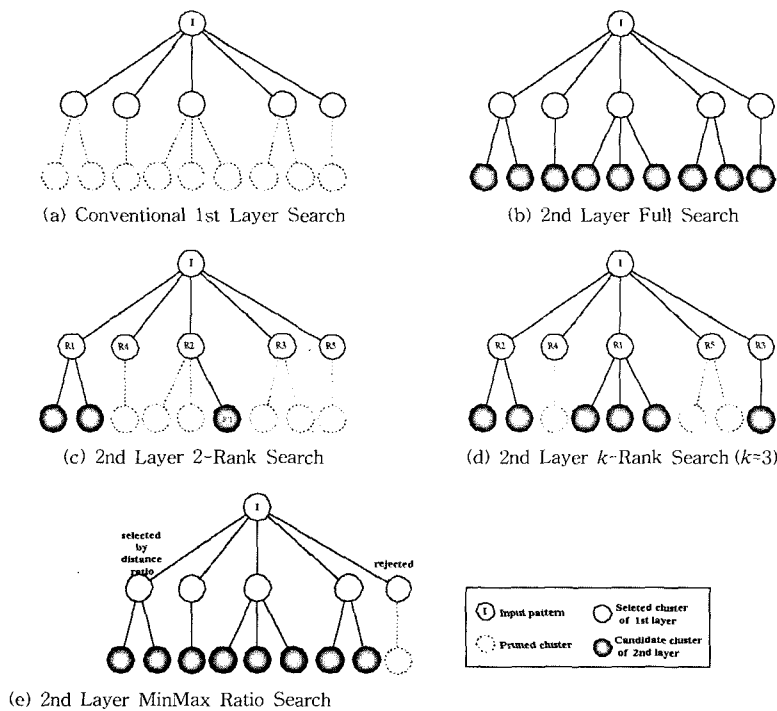 I
I
(a) Conventional 1st Layer Search
(b) 2nd Layer Full Search
I
I
R1
R4
R2
R3
R5
R2
R4
R1
R5
R3
(c) 2nd Layer 2-Rank Search
(d) 2nd Layer k-Rank Search (k=3)
I
selected
by
distance
ratio
rejected
I
Input pattern
Seleted cluster
of 1st layer
Pruned cluster
Candidate cluster
of 2nd layer
(e) 2nd Layer MinMax Ratio Search